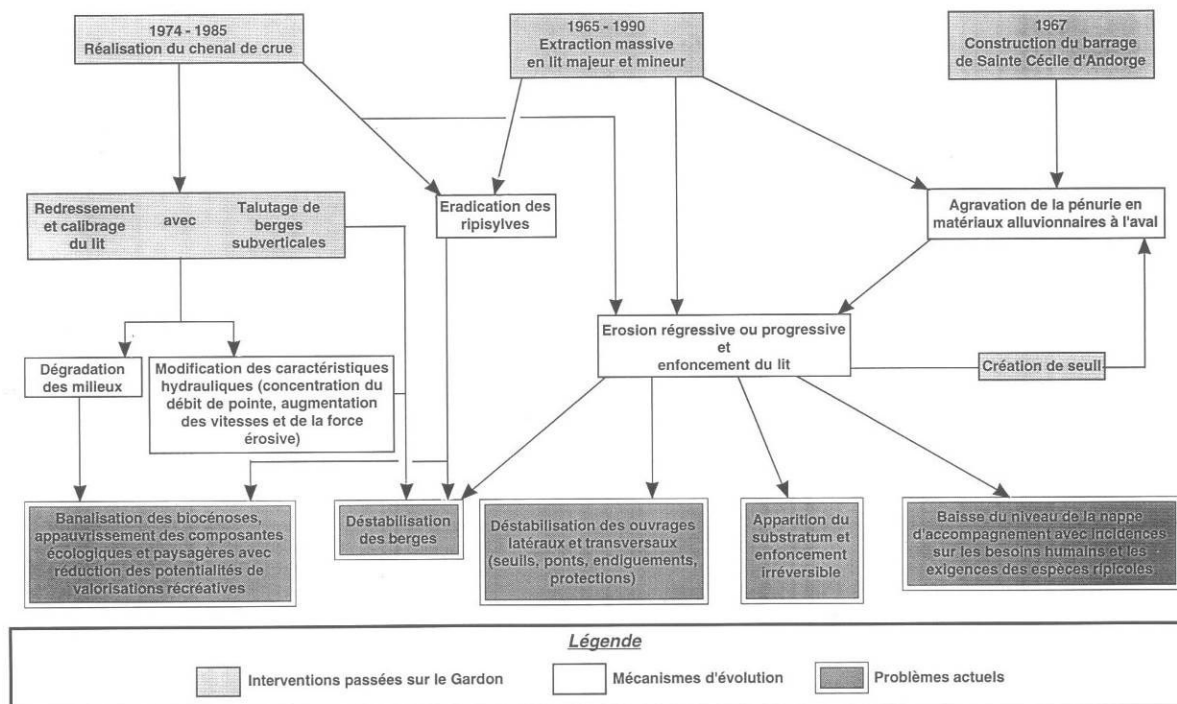 1974 - 1985
Réalisation du chenal de crue
1965 - 1990
Extraction massive
en lit majeur et mineur
1967
Construction du barrage
de Sainte Cécile d'Andorge
Redressement
et calibrage
du lit
avec
Talutage de
berges
subverticales
Eradication des
ripisylves
Agravation de la pénurie en
matériaux alluvionnaires à l'aval
Erosion régressive ou progressive
et
enfoncement du lit
Création de seuil
Dégradation
des milieux
Modification des caractéristiques
hydrauliques (concentration du
débit de pointe, augmentation
des vitesses et de la force
érosive)
Banalisation des biocénoses,
appauvrissement des composantes
écologiques et paysagères avec
réduction des potentialités de
valorisations récréatives
Déstabilisation
des berges
Déstabilisation des ouvrages
latéraux et transversaux
(seuils, ponts, endiguements,
protections)
Apparition du
substratum et
enfoncement
irréversible
Baisse du niveau de la nappe
d'accompagnement avec incidences
sur les besoins humains et les
exigences des espèces ripicoles
Légende
Interventions passées sur le Gardon
Mécanismes d'évolution
Problèmes actuels